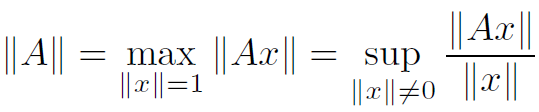 ‖A‖ = max_{‖x‖=1} ‖Ax‖ = sup_{‖x‖≠0} ‖Ax‖ / ‖x‖